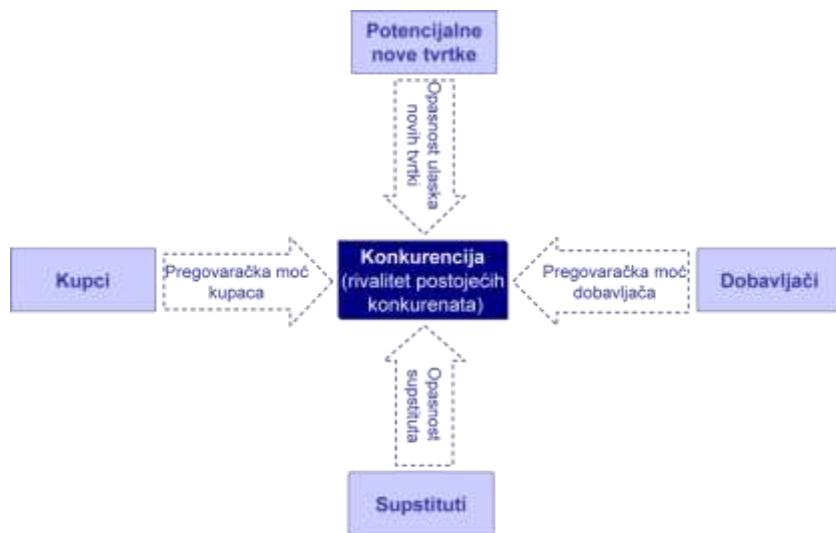 Potencijalne
nove tvrtke
Opasnost ulaska
novih tvrtki
Kupci
Pregovaračka moć
kupaca
Konkurencija
(rivalitet postojećih
konkurenata)
Pregovaračka moć
dobavljača
Dobavljači
Opasnost
supstituta
Supstituti